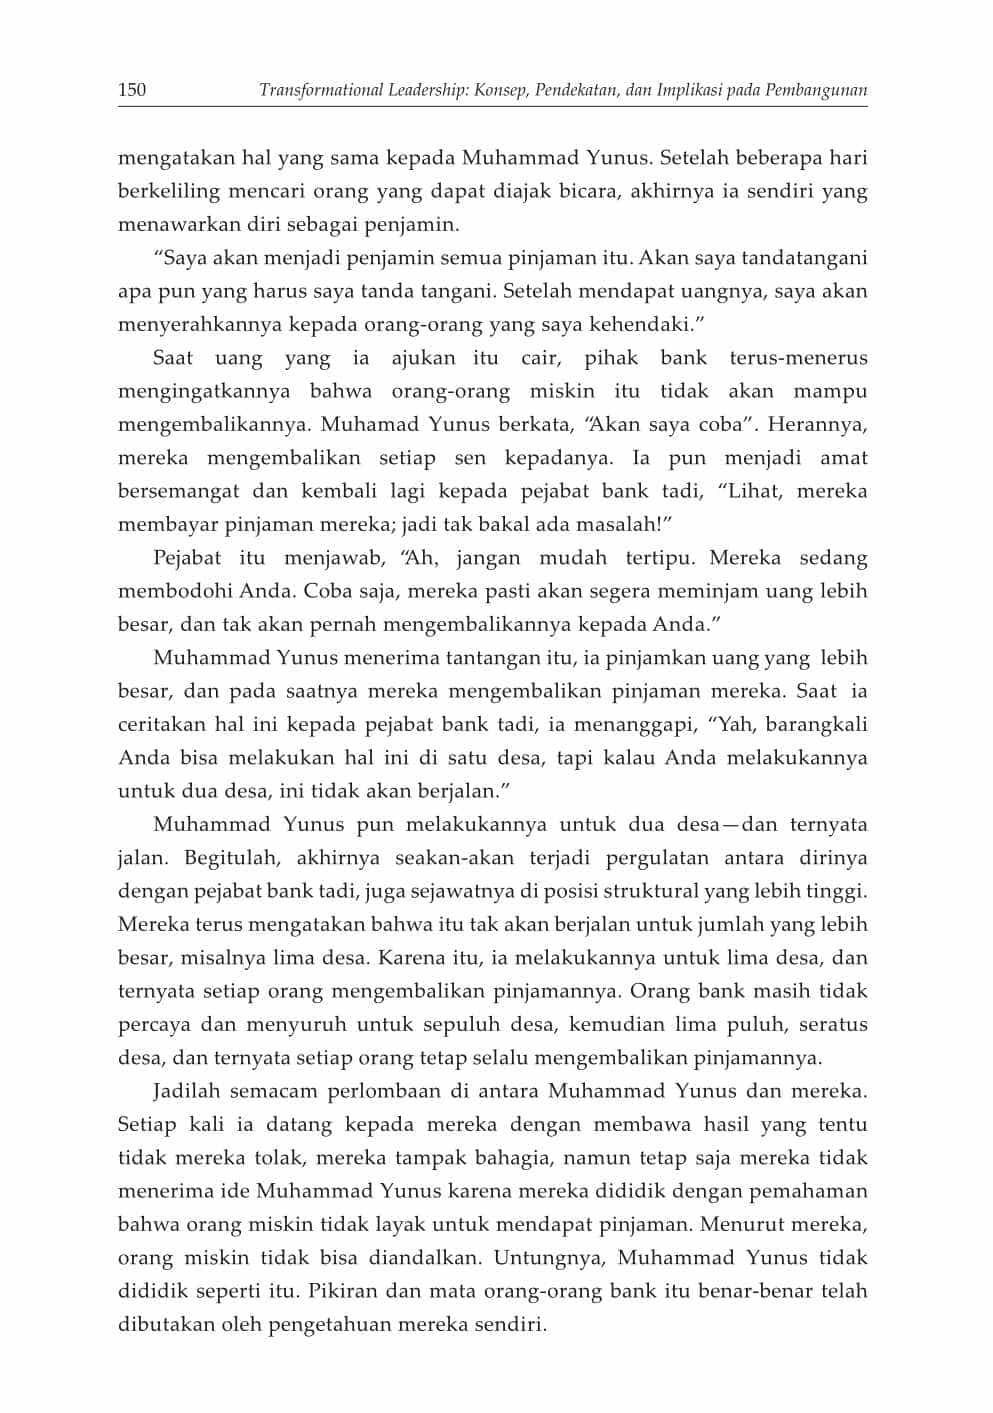 150
Transformational Leadership: Konsep, Pendekatan, dan Implikasi pada Pembangunan
mengatakan hal yang sama kepada Muhammad Yunus. Setelah beberapa hari
berkeliling mencari orang yang dapat diajak bicara, akhirnya ia sendiri yang
menawarkan diri sebagai penjamin.
“Saya akan menjadi penjamin semua pinjaman itu. Akan saya tandatangani
apa pun yang harus saya tanda tangani. Setelah mendapat uangnya, saya akan
menyerahkannya kepada orang-orang yang saya kehendaki.”
Saat uang yang ia ajukan itu cair, pihak bank terus-menerus
mengingatkannya bahwa orang-orang miskin itu tidak akan mampu
mengembalikannya. Muhamad Yunus berkata, “Akan saya coba”. Herannya,
mereka mengembalikan setiap sen kepadanya. Ia pun menjadi amat
bersemangat dan kembali lagi kepada pejabat bank tadi, “Lihat, mereka
membayar pinjaman mereka; jadi tak bakal ada masalah!”
Pejabat itu menjawab, “Ah, jangan mudah tertipu. Mereka sedang
membodohi Anda. Coba saja, mereka pasti akan segera meminjam uang lebih
besar, dan tak akan pernah mengembalikannya kepada Anda.”
Muhammad Yunus menerima tantangan itu, ia pinjamkan uang yang lebih
besar, dan pada saatnya mereka mengembalikan pinjaman mereka. Saat ia
ceritakan hal ini kepada pejabat bank tadi, ia menanggapi, “Yah, barangkali
Anda bisa melakukan hal ini di satu desa, tapi kalau Anda melakukannya
untuk dua desa, ini tidak akan berjalan.”
Muhammad Yunus pun melakukannya untuk dua desa—dan ternyata
jalan. Begitulah, akhirnya seakan-akan terjadi pergulatan antara dirinya
dengan pejabat bank tadi, juga sejawatnya di posisi struktural yang lebih tinggi.
Mereka terus mengatakan bahwa itu tak akan berjalan untuk jumlah yang lebih
besar, misalnya lima desa. Karena itu, ia melakukannya untuk lima desa, dan
ternyata setiap orang mengembalikan pinjamannya. Orang bank masih tidak
percaya dan menyuruh untuk sepuluh desa, kemudian lima puluh, seratus
desa, dan ternyata setiap orang tetap selalu mengembalikan pinjamannya.
Jadilah semacam perlombaan di antara Muhammad Yunus dan mereka.
Setiap kali ia datang kepada mereka dengan membawa hasil yang tentu
tidak mereka tolak, mereka tampak bahagia, namun tetap saja mereka tidak
menerima ide Muhammad Yunus karena mereka dididik dengan pemahaman
bahwa orang miskin tidak layak untuk mendapat pinjaman. Menurut mereka,
orang miskin tidak bisa diandalkan. Untungnya, Muhammad Yunus tidak
dididik seperti itu. Pikiran dan mata orang-orang bank itu benar-benar telah
dibutakan oleh pengetahuan mereka sendiri.